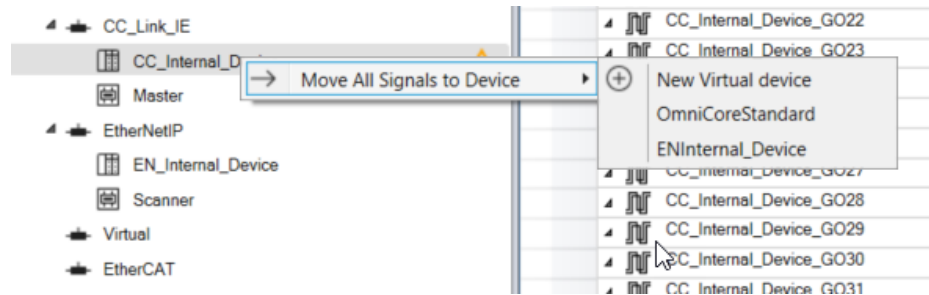 CC_Link_IE
CC_Internal_D
Master
EtherNetIP
EN_Internal_Device
Scanner
Virtual
EtherCAT
Move All Signals to Device
New Virtual device
OmniCoreStandard
ENInternal_Device
CC_Internal_Device_GO22
CC_Internal_Device_GO23
CC_Internal_Device_GO27
CC_Internal_Device_GO28
CC_Internal_Device_GO29
CC_Internal_Device_GO30
CC_Internal_Device_GO31